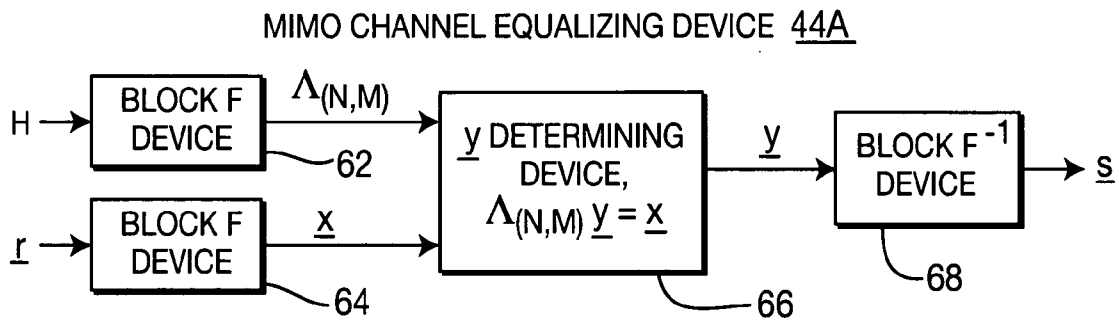 MIMO CHANNEL EQUALIZING DEVICE 44A
H
BLOCK F
DEVICE
62
Λ(N,M)
r
BLOCK F
DEVICE
64
x
y DETERMINING
DEVICE,
Λ(N,M) y = x
66
y
BLOCK F-1
DEVICE
68
s